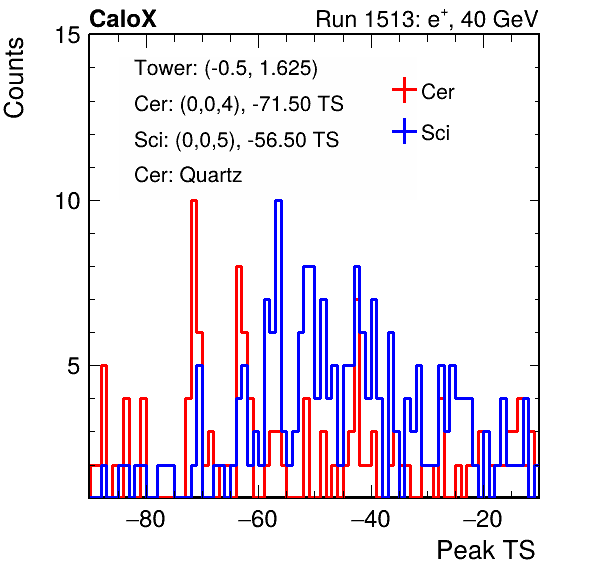 CaloX
Run 1513: e+, 40 GeV
Counts
15
10
5
Tower: (-0.5, 1.625)
Cer: (0,0,4), -71.50 TS
Sci: (0,0,5), -56.50 TS
Cer: Quartz
Cer
Sci
−80 −60 −40 −20
Peak TS